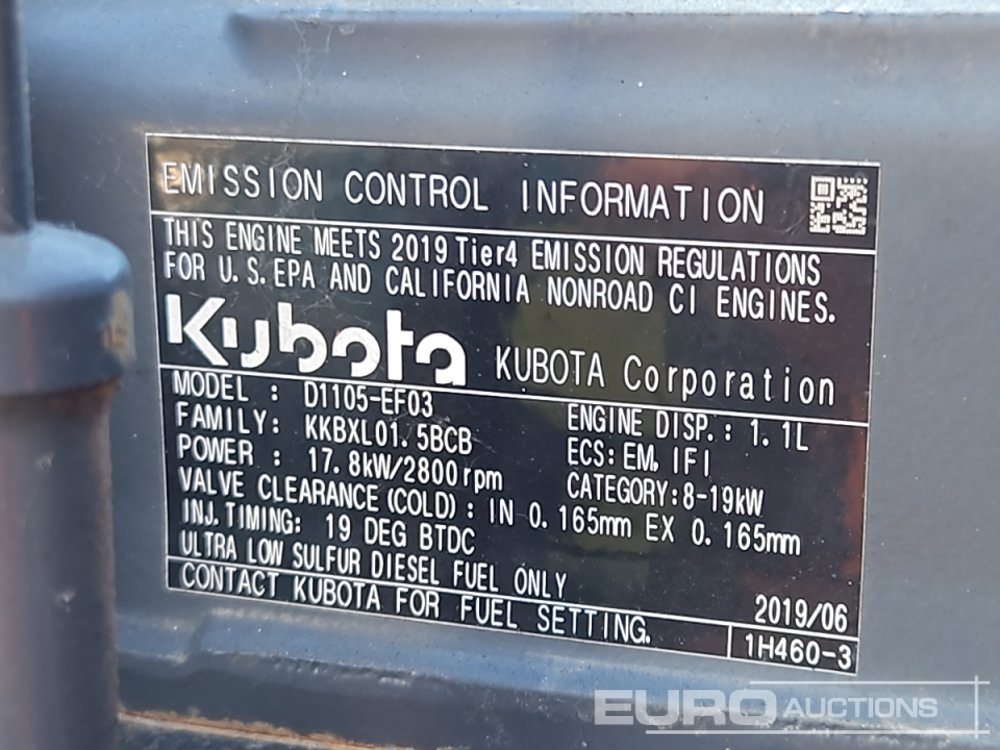 EMISSION CONTROL INFORMATION
THIS ENGINE MEETS 2019 Tier4 EMISSION REGULATIONS
FOR U.S.EPA AND CALIFORNIA NONROAD CI ENGINES.
Kubota KUBOTA Corporation
MODEL : D1105-EF03 ENGINE DISP.: 1.1L
FAMILY: KKBXL01.5BCB ECS:EM, IFI
POWER : 17.8kW/2800rpm CATEGORY:8-19kW
VALVE CLEARANCE(COLD): IN 0.165mm EX 0.165mm
INJ.TIMING: 19 DEG BTDC
ULTRA LOW SULFUR DIESEL FUEL ONLY 2019/06
CONTACT KUBOTA FOR FUEL SETTING. 1H460-3
EURO AUCTIONS